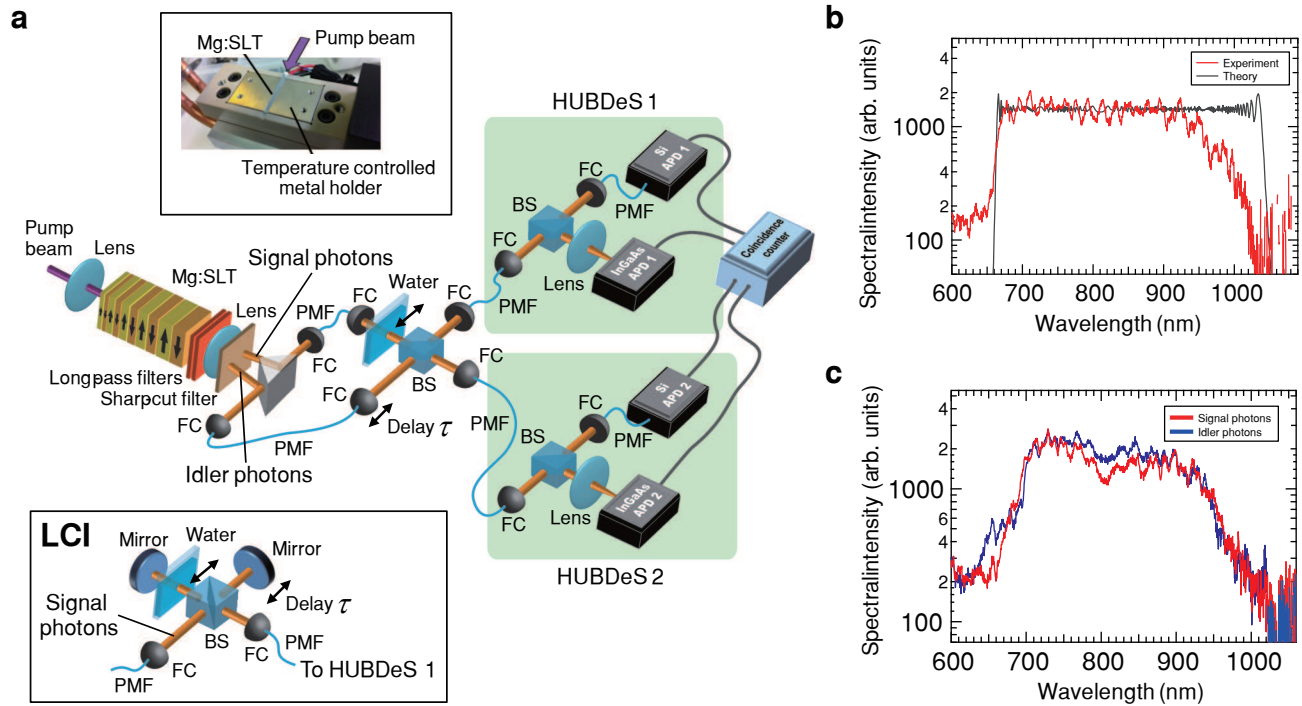 a
Mg:SLT
Pump beam
Temperature controlled
metal holder
HUBDeS 1
Si
APD 1
FC
BS
PMF
FC
InGaAs
APD 1
Lens
Coincidence
counter
Pump
beam
Lens
Mg:SLT
Signal photons
Lens
Water
FC
PMF
FC
FC
PMF
BS
FC
FC
Longpass filters
Sharpcut filter
FC
PMF
Delay τ
Idler photons
PMF
Si
APD 2
FC
BS
PMF
FC
InGaAs
APD 2
Lens
HUBDeS 2
LCI
Water
Mirror
Mirror
Delay τ
Signal
photons
BS
FC
FC
PMF
PMF
To HUBDeS 1
b
Spectralintensity (arb. units)
6
4
2
1000
6
4
2
100
Experiment
Theory
600 700 800 900 1000
Wavelength (nm)
c
Spectralintensity (arb. units)
4
2
1000
6
4
2
100
Signal photons
Idler photons
600 700 800 900 1000
Wavelength (nm)